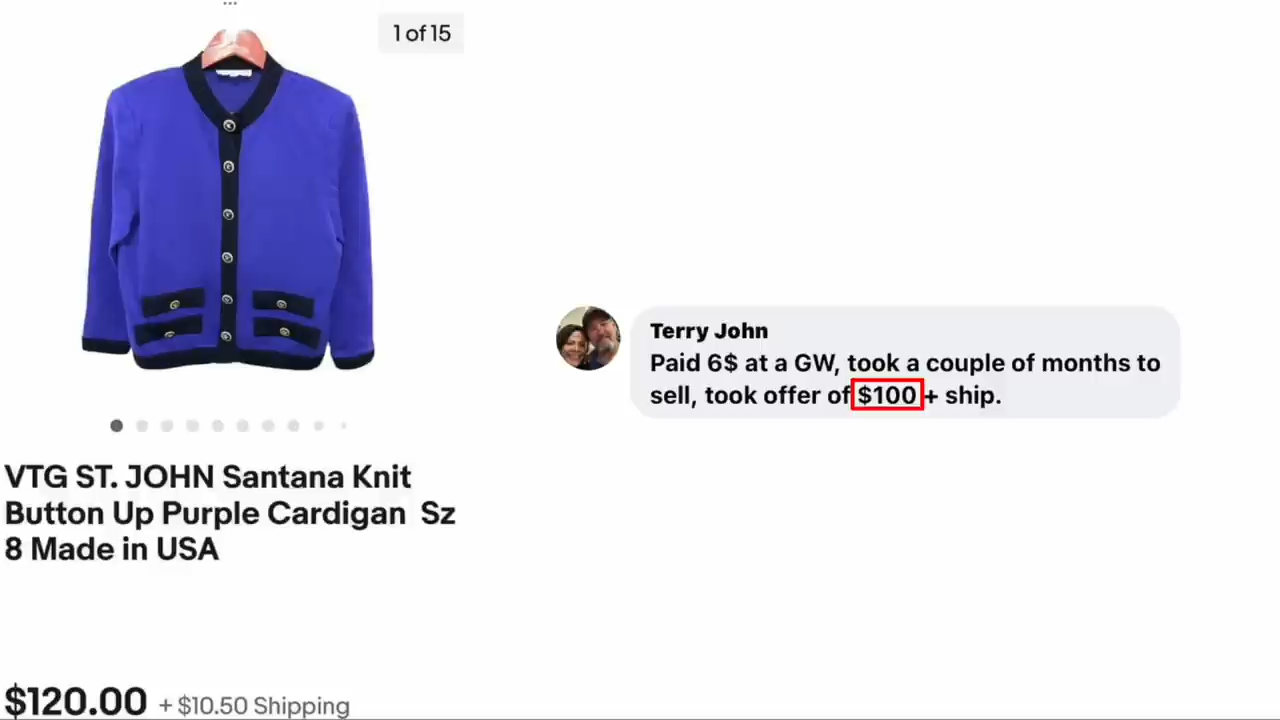 1 of 15
VTG ST. JOHN Santana Knit
Button Up Purple Cardigan Sz
8 Made in USA
$120.00 + $10.50 Shipping
Terry John
Paid 6$ at a GW, took a couple of months to
sell, took offer of $100 + ship.